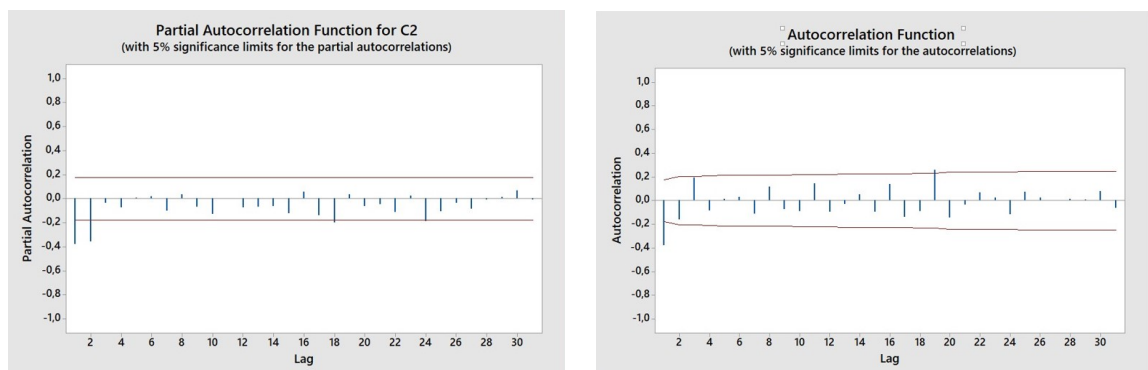 Partial Autocorrelation Function for C2
(with 5% significance limits for the partial autocorrelations)
Partial Autocorrelation
1,0
0,8
0,6
0,4
0,2
0,0
-0,2
-0,4
-0,6
-0,8
-1,0
2 4 6 8 10 12 14 16 18 20 22 24 26 28 30
Lag
Autocorrelation Function
(with 5% significance limits for the autocorrelations)
Autocorrelation
1,0
0,8
0,6
0,4
0,2
0,0
-0,2
-0,4
-0,6
-0,8
-1,0
2 4 6 8 10 12 14 16 18 20 22 24 26 28 30
Lag